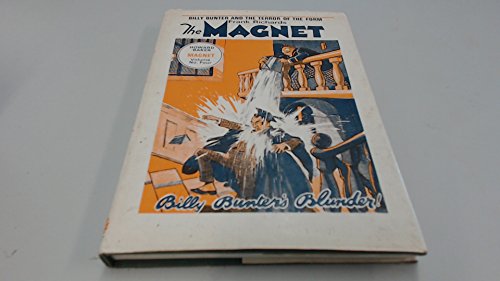 BILLY BUNTER AND THE TERROR OF THE FORM
Frank Richards
The MAGNET
HOWARD
BAKER
MAGNET
Volume
No. Four
Billy Bunter's Blunder!